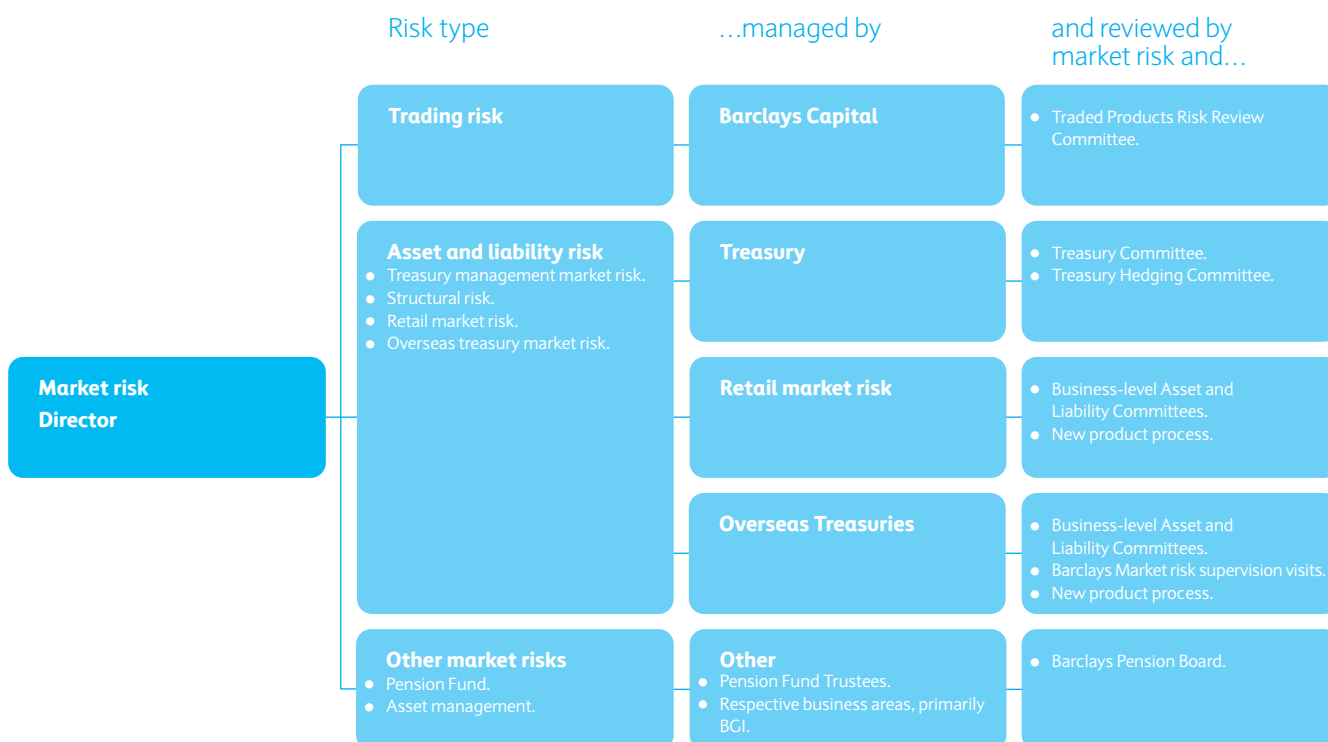 Risk type
…managed by
and reviewed by
market risk and…
Market risk
Director
Trading risk
Barclays Capital
● Traded Products Risk Review
Committee.
Asset and liability risk
● Treasury management market risk.
● Structural risk.
● Retail market risk.
● Overseas treasury market risk.
Treasury
● Treasury Committee.
● Treasury Hedging Committee.
Retail market risk
● Business-level Asset and
Liability Committees.
● New product process.
Overseas Treasuries
● Business-level Asset and
Liability Committees.
● Barclays Market risk supervision visits.
● New product process.
Other market risks
● Pension Fund.
● Asset management.
Other
● Pension Fund Trustees.
● Respective business areas, primarily
BGI.
● Barclays Pension Board.